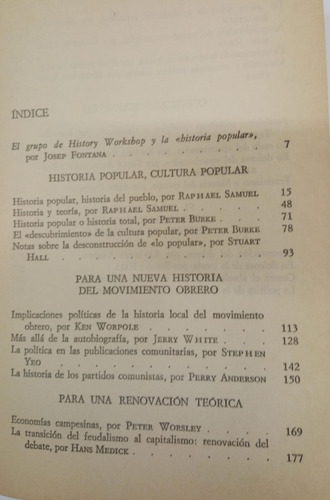 ÍNDICE
El grupo de History Workshop y la «historia popular»,
por JOSEP FONTANA . . . . . . . . 7
HISTORIA POPULAR, CULTURA POPULAR
Historia popular, historia del pueblo, por RAPHAEL SAMUEL 15
Historia y teoría, por RAPHAEL SAMUEL . . . . 48
Historia popular o historia total, por PETER BURKE . . 71
El «descubrimiento» de la cultura popular, por PETER BURKE 78
Notas sobre la desconstrucción de «lo popular», por STUART
HALL . . . . . . . . . . . 93
PARA UNA NUEVA HISTORIA
DEL MOVIMIENTO OBRERO
Implicaciones políticas de la historia local del movimiento
obrero, por KEN WORPOLE . . . . . . . 113
Más allá de la autobiografía, por JERRY WHITE . . . 128
La política en las publicaciones comunitarias, por STEPHEN
YEO . . . . . . . . . . . 142
La historia de los partidos comunistas, por PERRY ANDERSON 150
PARA UNA RENOVACIÓN TEÓRICA
Economías campesinas, por PETER WORSLEY . . . . 169
La transición del feudalismo al capitalismo: renovación del
debate, por HANS MEDICK . . . . . . . 177